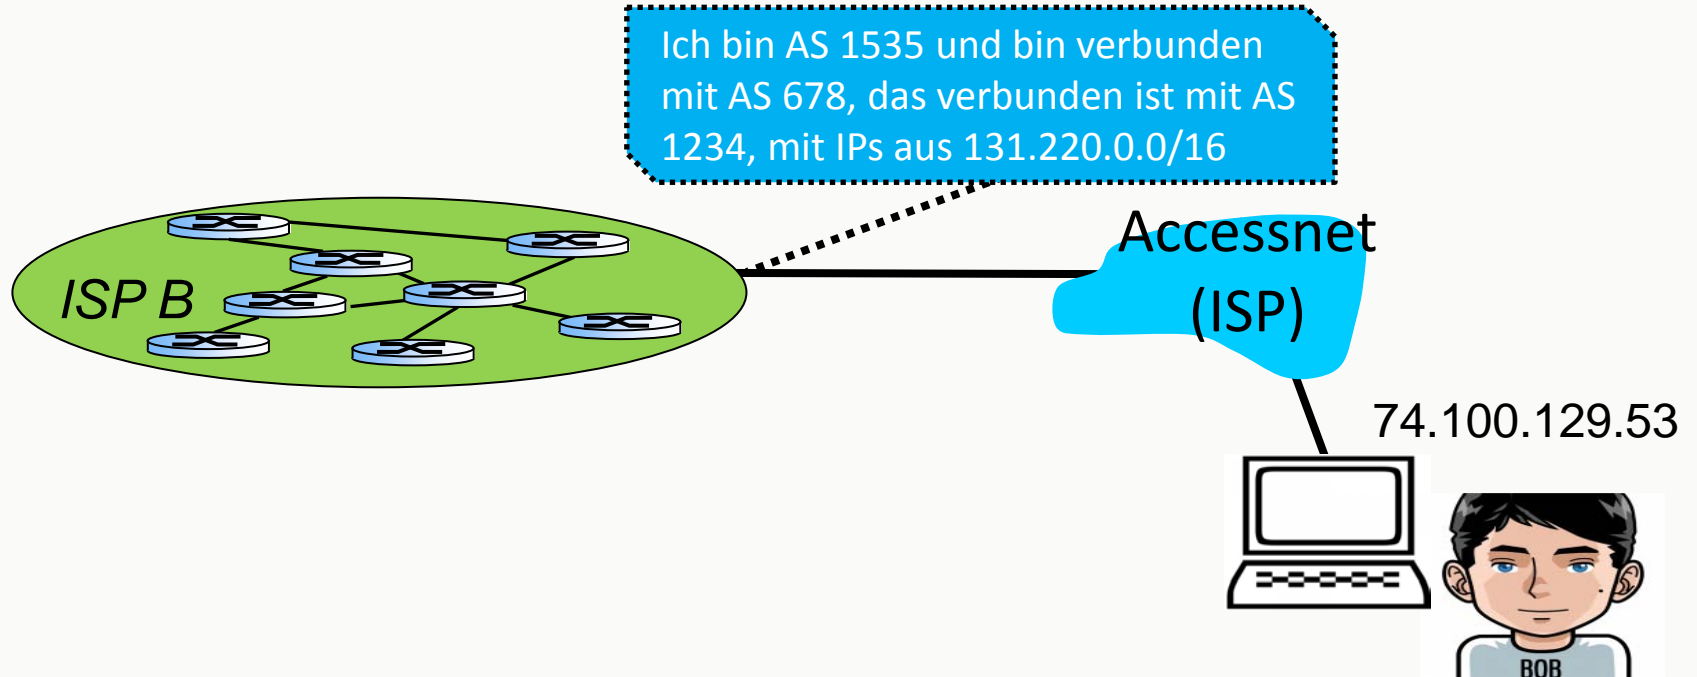 Ich bin AS 1535 und bin verbunden
mit AS 678, das verbunden ist mit AS
1234, mit IPs aus 131.220.0.0/16
Accessnet
(ISP)
ISP B
74.100.129.53
BOB